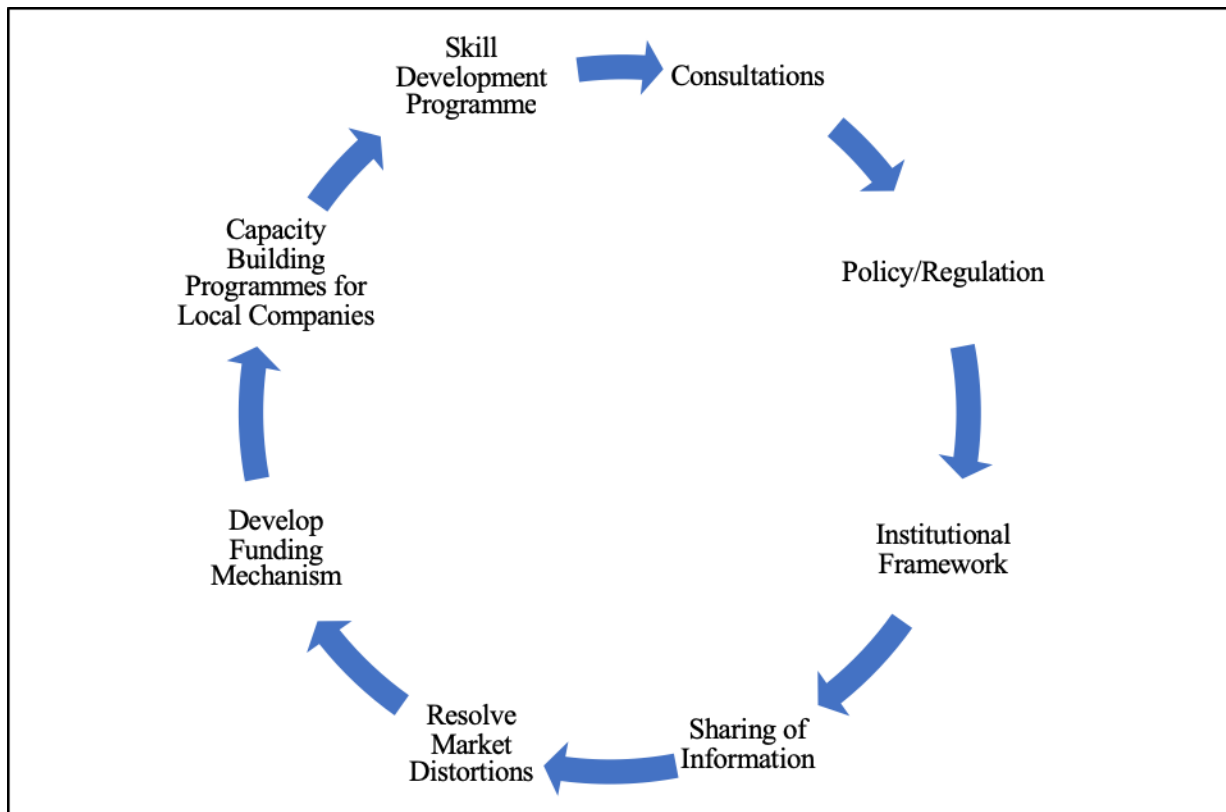 Skill
Development
Programme
Consultations
Policy/Regulation
Institutional
Framework
Sharing of
Information
Resolve
Market
Distortions
Develop
Funding
Mechanism
Capacity
Building
Programmes for
Local Companies